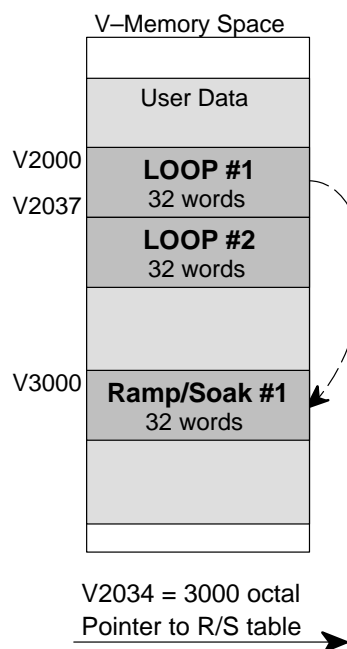 V–Memory Space
User Data
V2000
LOOP #1
32 words
V2037
LOOP #2
32 words
V3000
Ramp/Soak #1
32 words
V2034 = 3000 octal
Pointer to R/S table